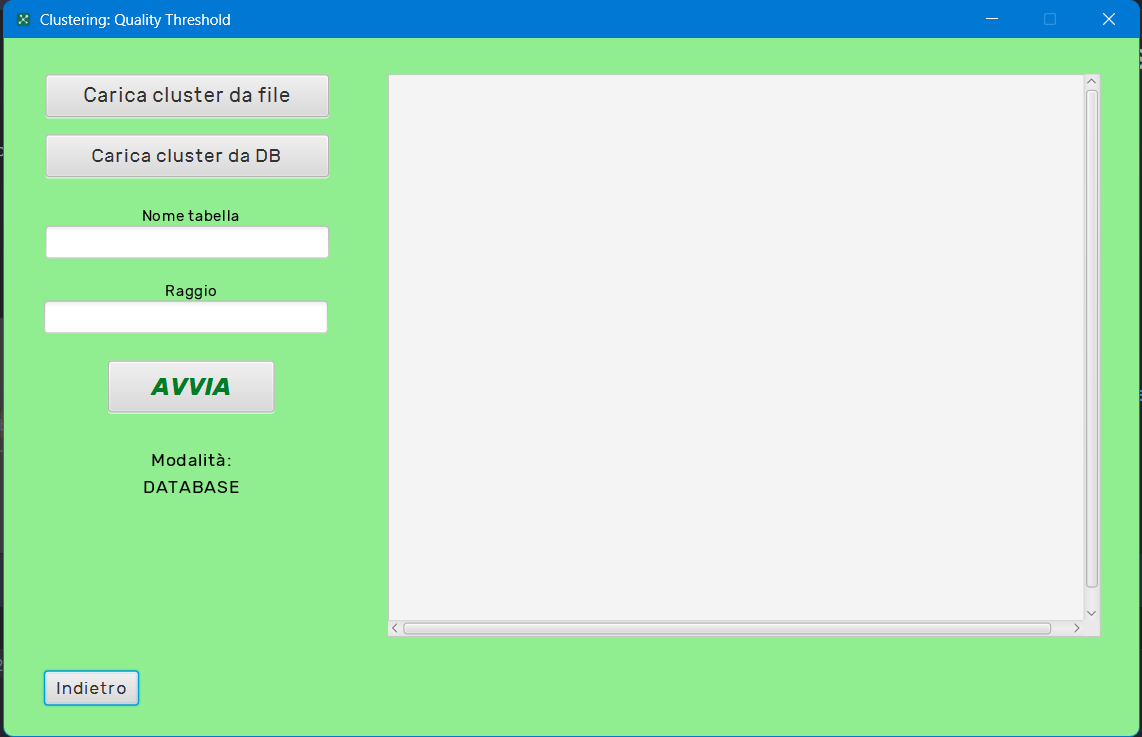 Clustering: Quality Threshold
Carica cluster da file
Carica cluster da DB
Nome tabella
Raggio
AVVIA
Modalità:
DATABASE
Indietro